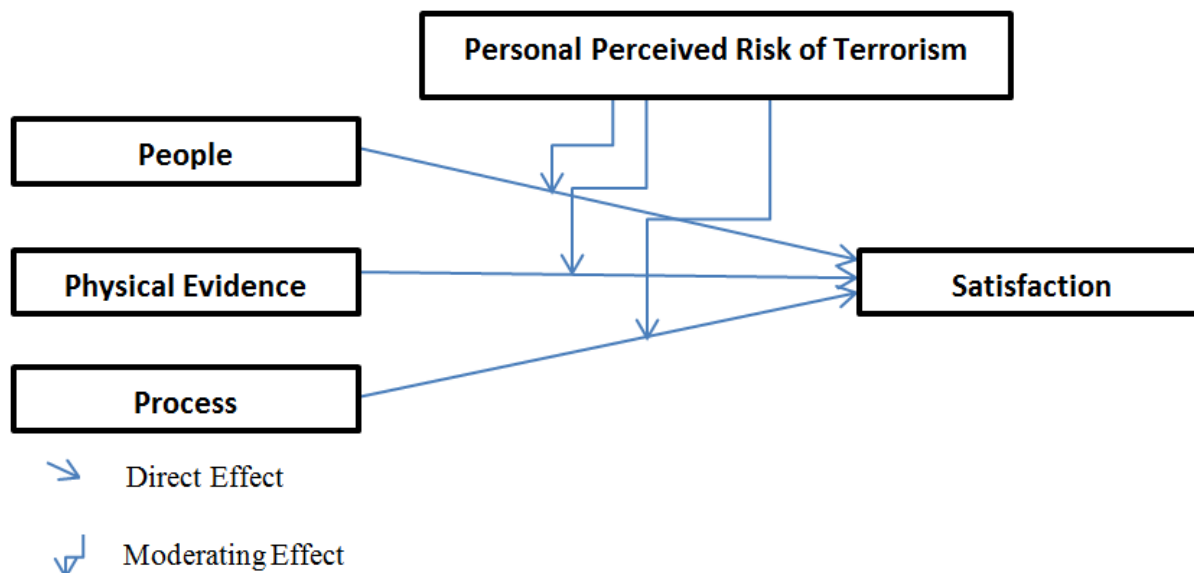 Personal Perceived Risk of Terrorism
People
Physical Evidence
Satisfaction
Process
Direct Effect
Moderating Effect